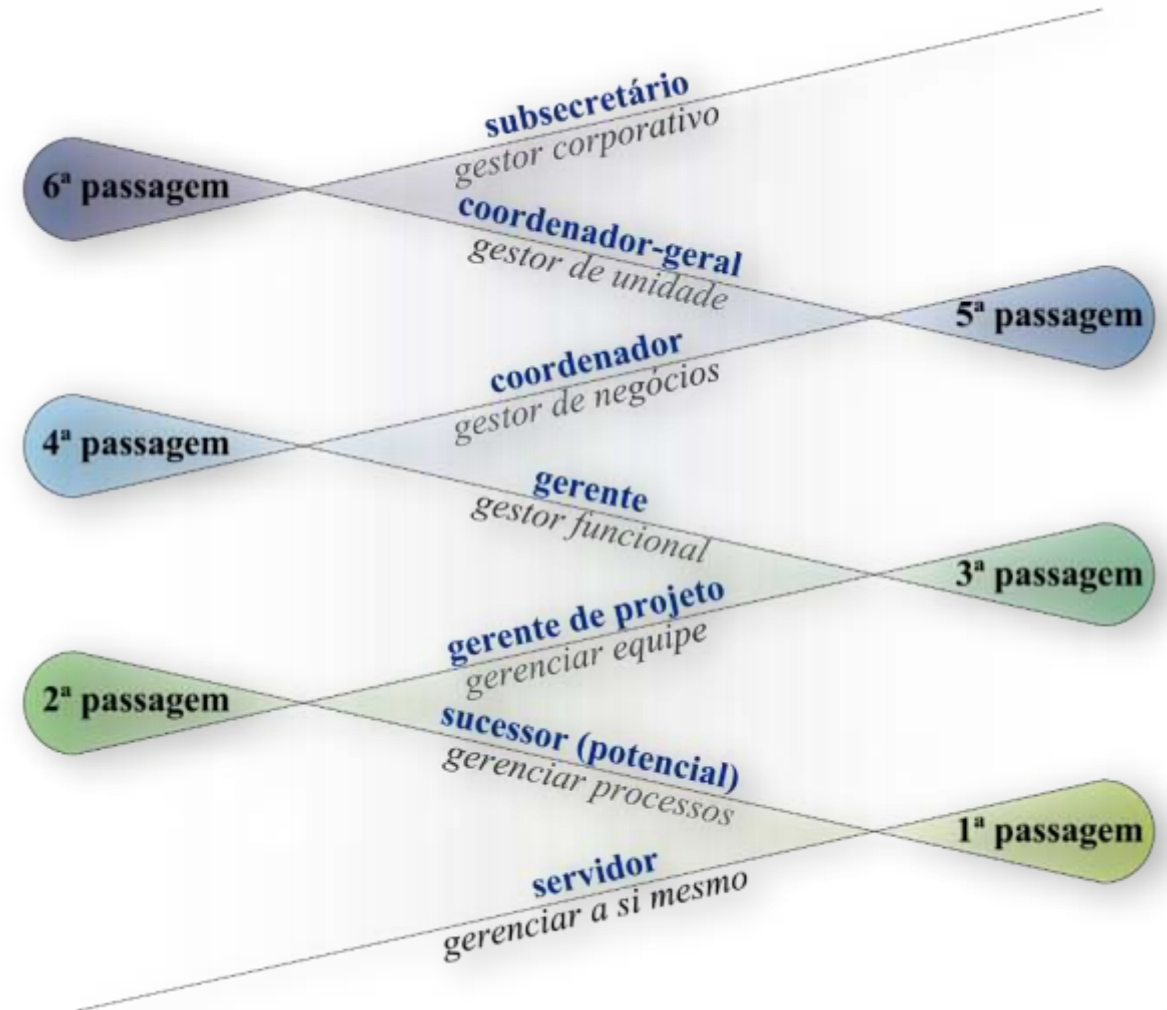 subsecretário
gestor corporativo
6ª passagem
coordenador-geral
gestor de unidade
5ª passagem
coordenador
gestor de negócios
4ª passagem
gerente
gestor funcional
3ª passagem
gerente de projeto
gerenciar equipe
2ª passagem
sucessor (potencial)
gerenciar processos
1ª passagem
servidor
gerenciar a si mesmo